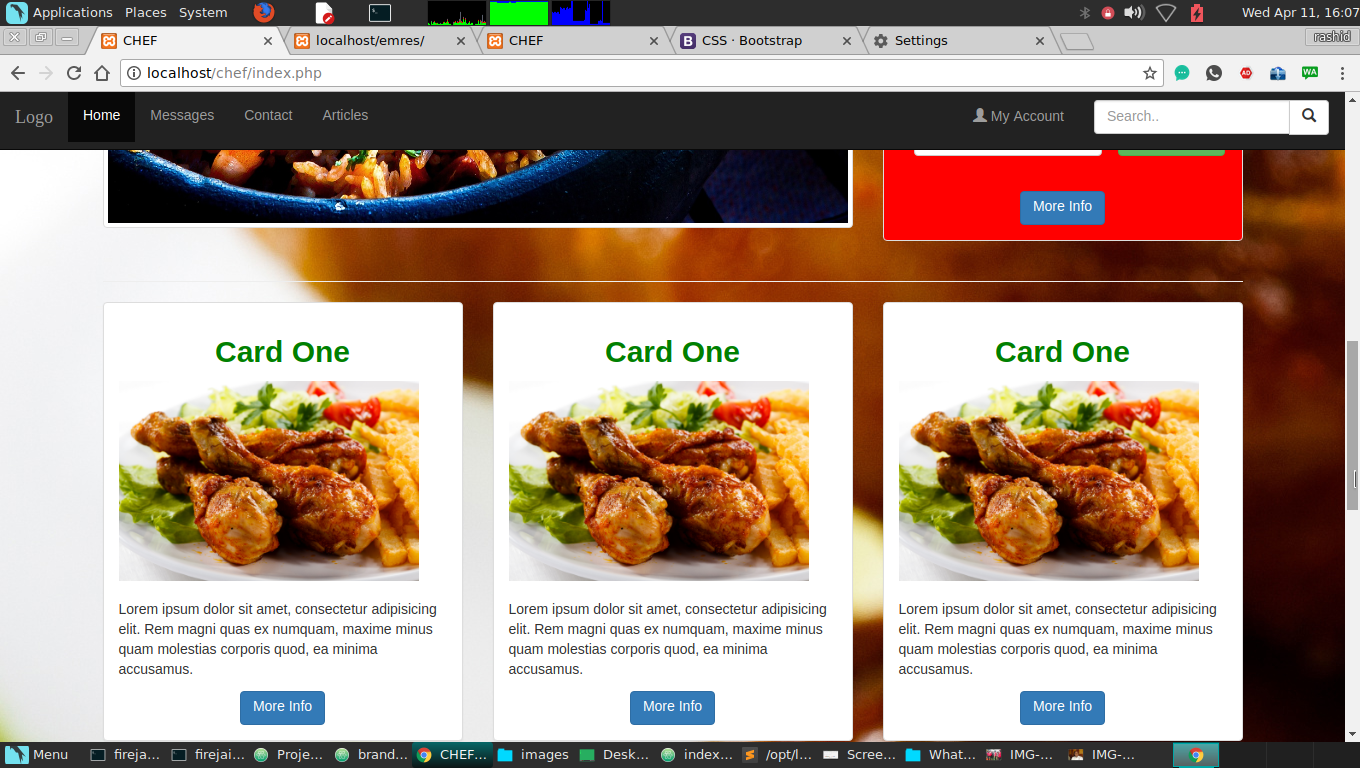 Applications Places System Wed Apr 11, 16:07
CHEF localhost/emres/ CHEF CSS · Bootstrap Settings rashid
localhost/chef/index.php WA
Logo Home Messages Contact Articles My Account Search..
More Info
Card One
Lorem ipsum dolor sit amet, consectetur adipisicing
elit. Rem magni quas ex numquam, maxime minus
quam molestias corporis quod, ea minima
accusamus.
More Info
Card One
Lorem ipsum dolor sit amet, consectetur adipisicing
elit. Rem magni quas ex numquam, maxime minus
quam molestias corporis quod, ea minima
accusamus.
More Info
Card One
Lorem ipsum dolor sit amet, consectetur adipisicing
elit. Rem magni quas ex numquam, maxime minus
quam molestias corporis quod, ea minima
accusamus.
More Info
Menu fireja... firejai... Proje... brand... CHEF... images Desk... index... /opt/l... Scree... What... IMG-... IMG-...